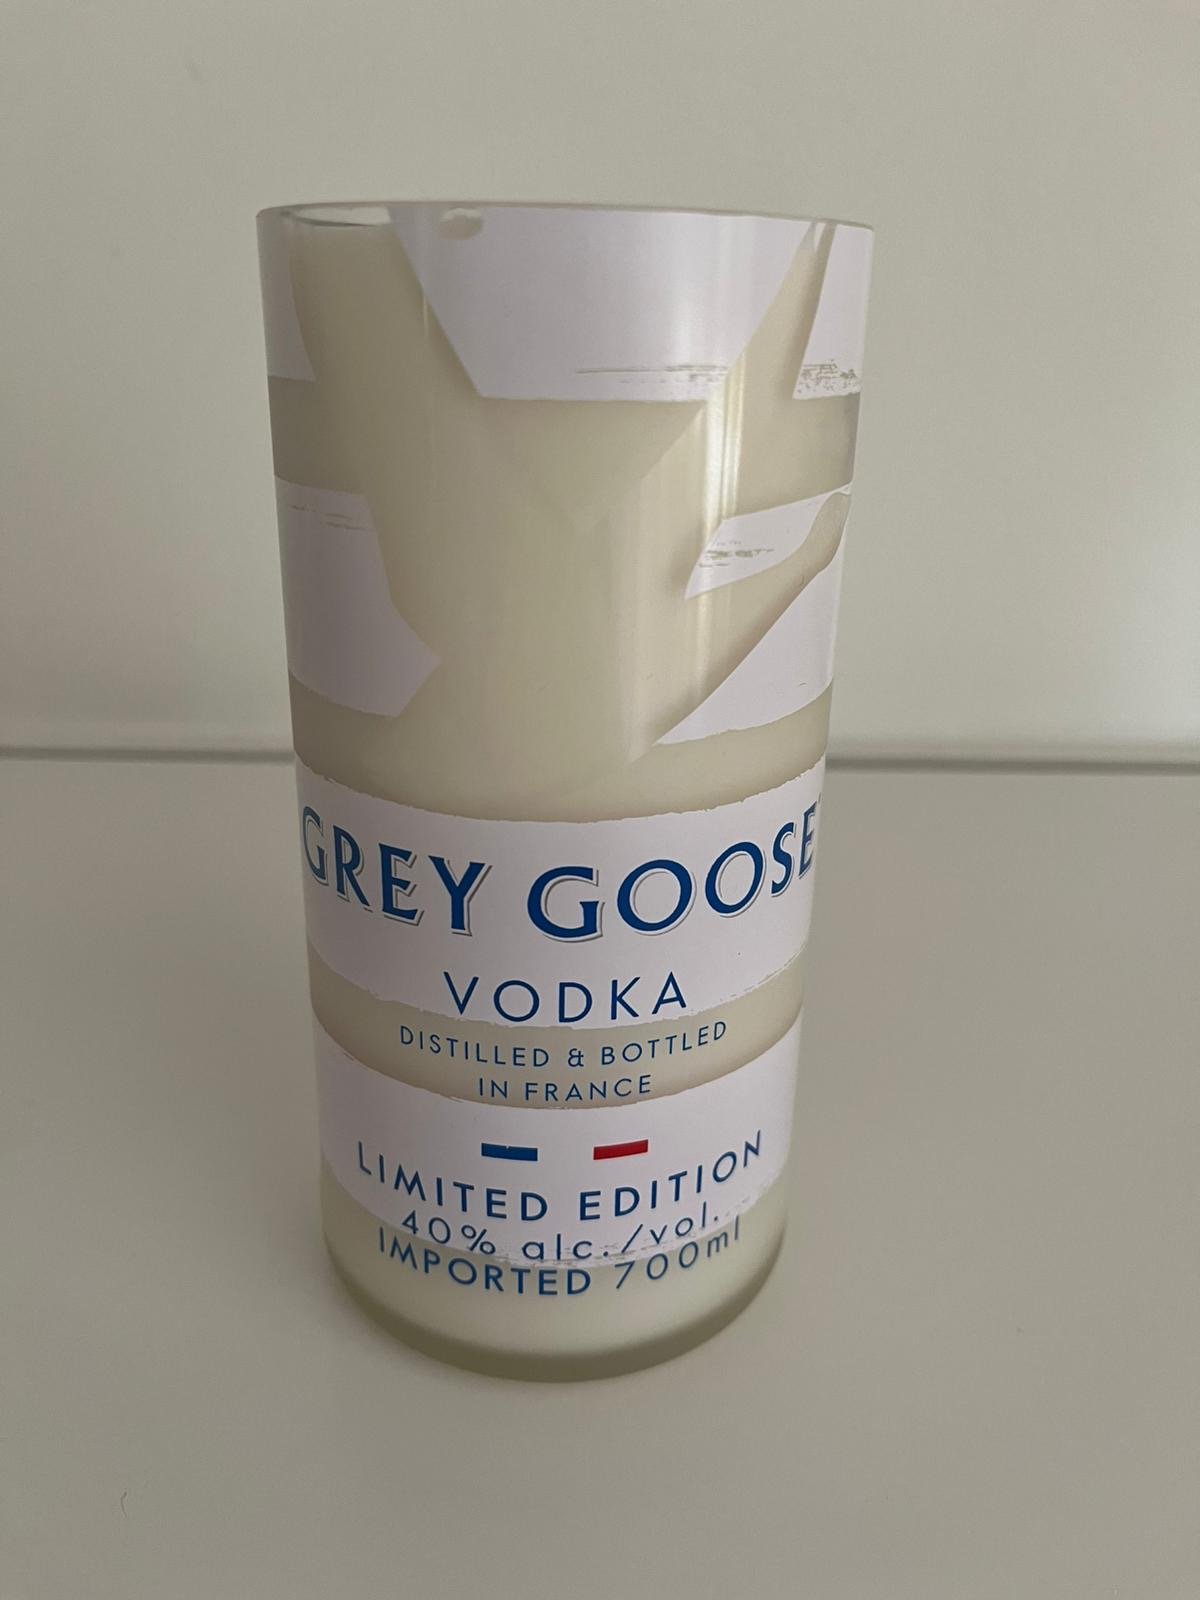 GREY GOOSE
VODKA
DISTILLED & BOTTLED
IN FRANCE
LIMITED EDITION
40% alc./vol.
IMPORTED 700ml